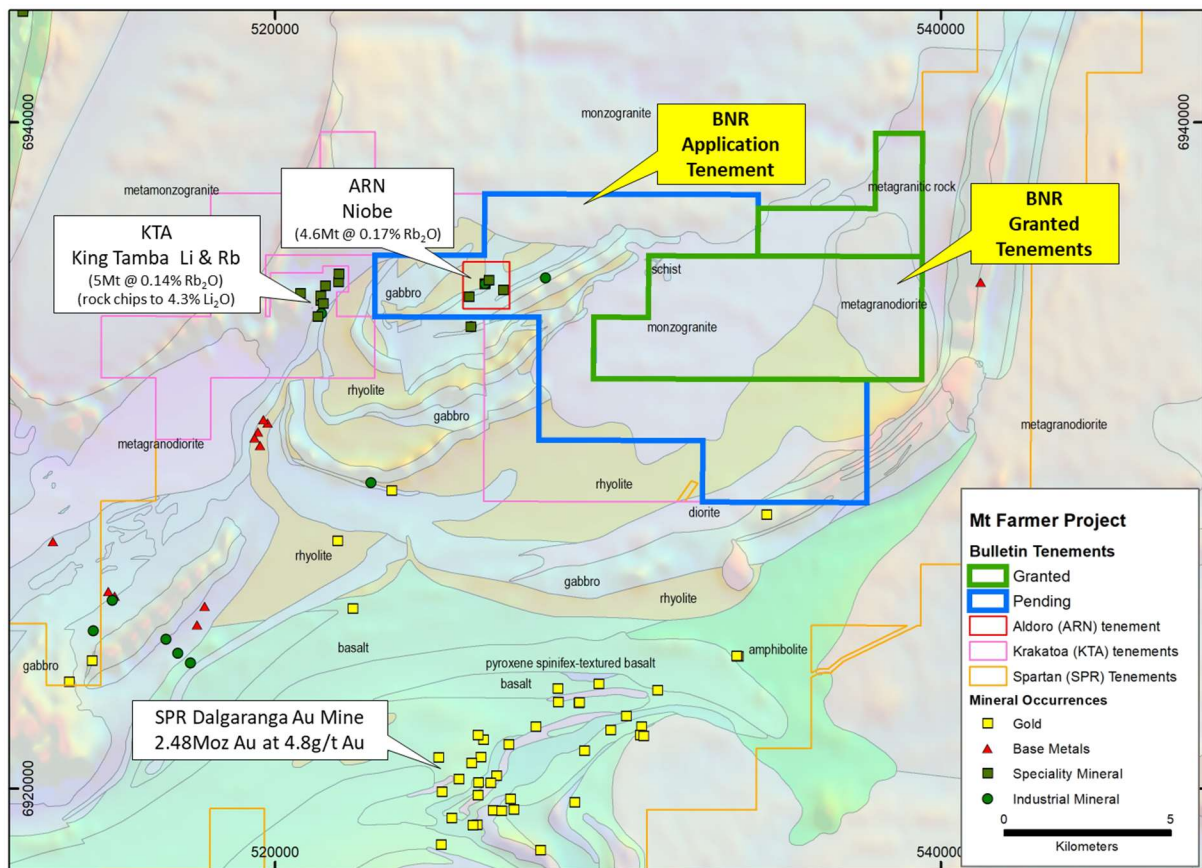 520000
540000
6940000
6940000
monzogranite
BNR
Application
Tenement
metamonzogranite
ARN
Niobe
(4.6Mt @ 0.17% Rb₂O)
metagranitic rock
BNR
Granted
Tenements
KTA
King Tamba Li & Rb
(5Mt @ 0.14% Rb₂O)
(rock chips to 4.3% Li₂O)
schist
gabbro
metagranodiorite
monzogranite
rhyolite
gabbro
metagranodiorite
metagranodiorite
rhyolite
diorite
rhyolite
gabbro
rhyolite
basalt
amphibolite
gabbro
pyroxene spinifex-textured basalt
basalt
SPR Dalgaranga Au Mine
2.48Moz Au at 4.8g/t Au
6920000
520000
540000
Mt Farmer Project
Bulletin Tenements
Granted
Pending
Aldoro (ARN) tenement
Krakatoa (KTA) tenements
Spartan (SPR) Tenements
Mineral Occurrences
Gold
Base Metals
Speciality Mineral
Industrial Mineral
0 5
Kilometers